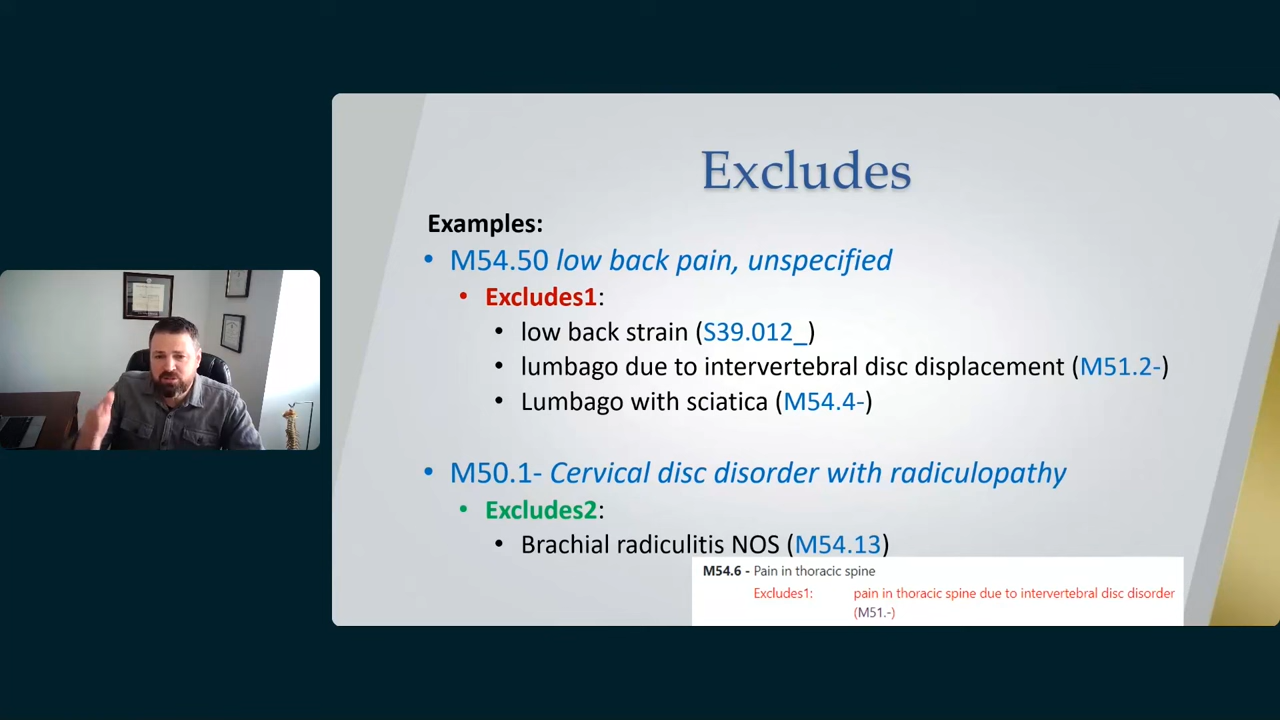 Excludes
Examples:
• M54.50 low back pain, unspecified
• Excludes1:
• low back strain (S39.012_)
• lumbago due to intervertebral disc displacement (M51.2-)
• Lumbago with sciatica (M54.4-)
• M50.1- Cervical disc disorder with radiculopathy
• Excludes2:
• Brachial radiculitis NOS (M54.13)
M54.6 - Pain in thoracic spine
Excludes1: pain in thoracic spine due to intervertebral disc disorder
(M51.-)